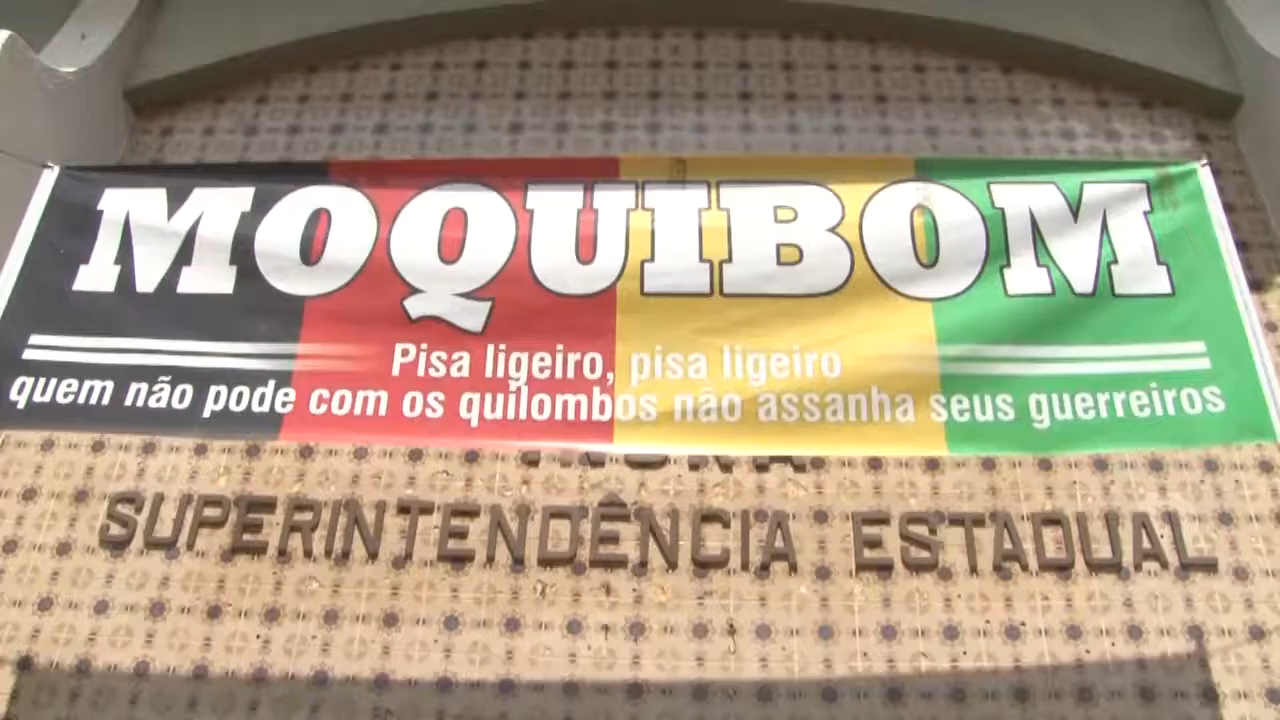 MOQUIBOM
Pisa ligeiro, pisa ligeiro
quem não pode com os quilombos não assanha seus guerreiros
SUPERINTENDÊNCIA ESTADUAL